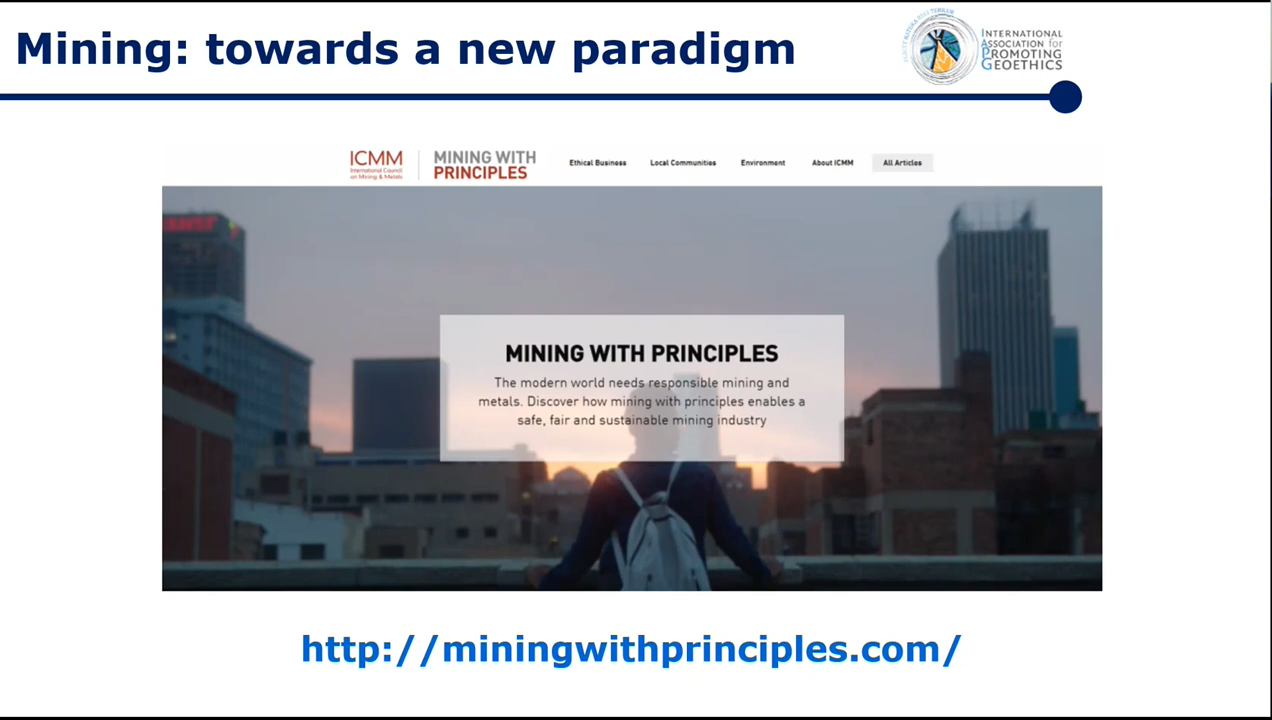 Mining: towards a new paradigm
INTERNATIONAL
ASSOCIATION for
PROMOTING
GEOETHICS
ICMM
International Council
on Mining & Metals
MINING WITH
PRINCIPLES
Ethical Business
Local Communities
Environment
About ICMM
All Articles
MINING WITH PRINCIPLES
The modern world needs responsible mining and
metals. Discover how mining with principles enables a
safe, fair and sustainable mining industry
http://miningwithprinciples.com/